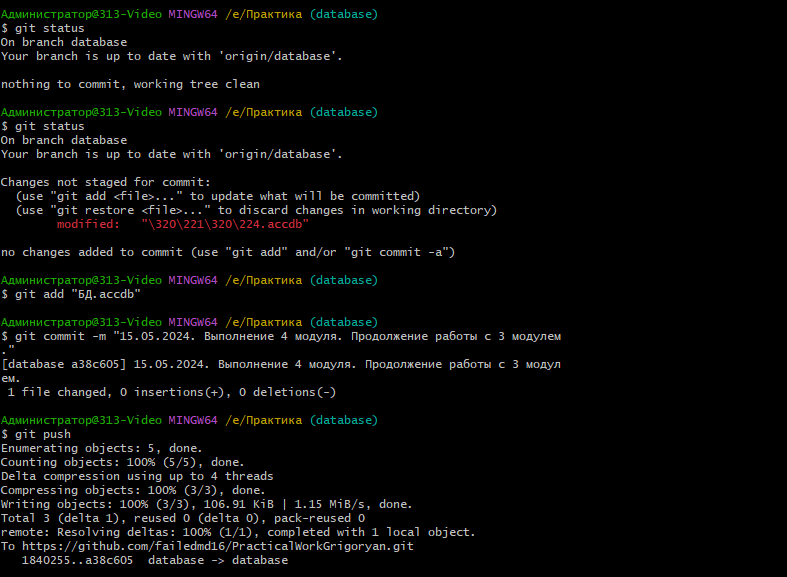 Администратор@313-Video MINGW64 /e/Практика (database)
$ git status
On branch database
Your branch is up to date with 'origin/database'.
nothing to commit, working tree clean
Администратор@313-Video MINGW64 /e/Практика (database)
$ git status
On branch database
Your branch is up to date with 'origin/database'.
Changes not staged for commit:
(use "git add <file>..." to update what will be committed)
(use "git restore <file>..." to discard changes in working directory)
modified:   "\320\221\320\224.accdb"
no changes added to commit (use "git add" and/or "git commit -a")
Администратор@313-Video MINGW64 /e/Практика (database)
$ git add "БД.accdb"
Администратор@313-Video MINGW64 /e/Практика (database)
$ git commit -m "15.05.2024. Выполнение 4 модуля. Продолжение работы с 3 модулем
."
[database a38c605] 15.05.2024. Выполнение 4 модуля. Продолжение работы с 3 модул
ем.
1 file changed, 0 insertions(+), 0 deletions(-)
Администратор@313-Video MINGW64 /e/Практика (database)
$ git push
Enumerating objects: 5, done.
Counting objects: 100% (5/5), done.
Delta compression using up to 4 threads
Compressing objects: 100% (3/3), done.
Writing objects: 100% (3/3), 106.91 KiB | 1.15 MiB/s, done.
Total 3 (delta 1), reused 0 (delta 0), pack-reused 0
remote: Resolving deltas: 100% (1/1), completed with 1 local object.
To https://github.com/failedmd16/PracticalWorkGrigoryan.git
1840255..a38c605  database -> database